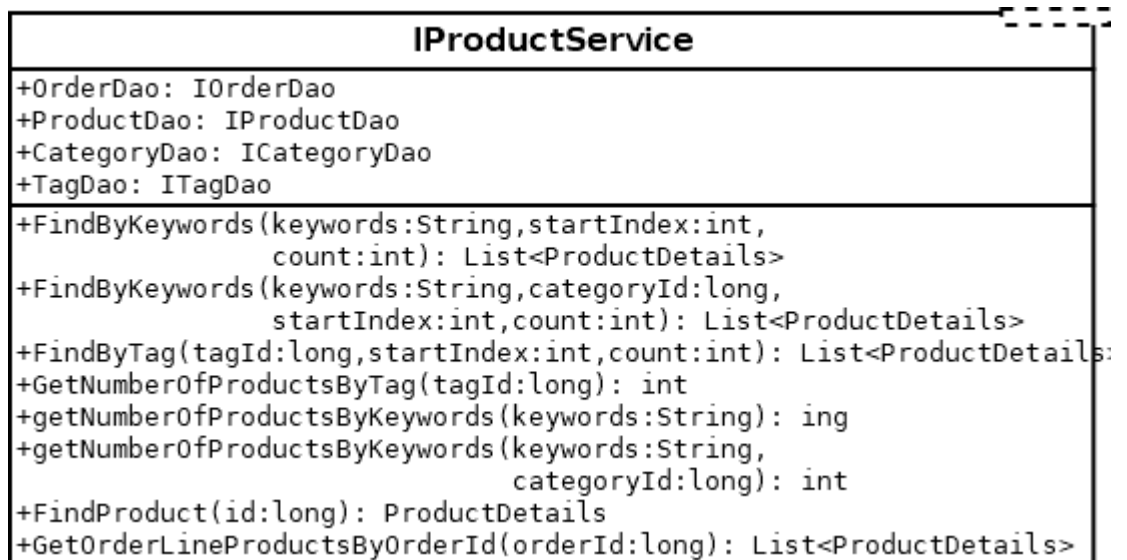 IProductService
+OrderDao: IOrderDao
+ProductDao: IProductDao
+CategoryDao: ICategoryDao
+TagDao: ITagDao
+FindByKeywords(keywords:String,startIndex:int,
count:int): List<ProductDetails>
+FindByKeywords(keywords:String,categoryId:long,
startIndex:int,count:int): List<ProductDetails>
+FindByTag(tagId:long,startIndex:int,count:int): List<ProductDetails>
+GetNumberOfProductsByTag(tagId:long): int
+getNumberOfProductsByKeywords(keywords:String): ing
+getNumberOfProductsByKeywords(keywords:String,
categoryId:long): int
+FindProduct(id:long): ProductDetails
+GetOrderLineProductsByOrderId(orderId:long): List<ProductDetails>